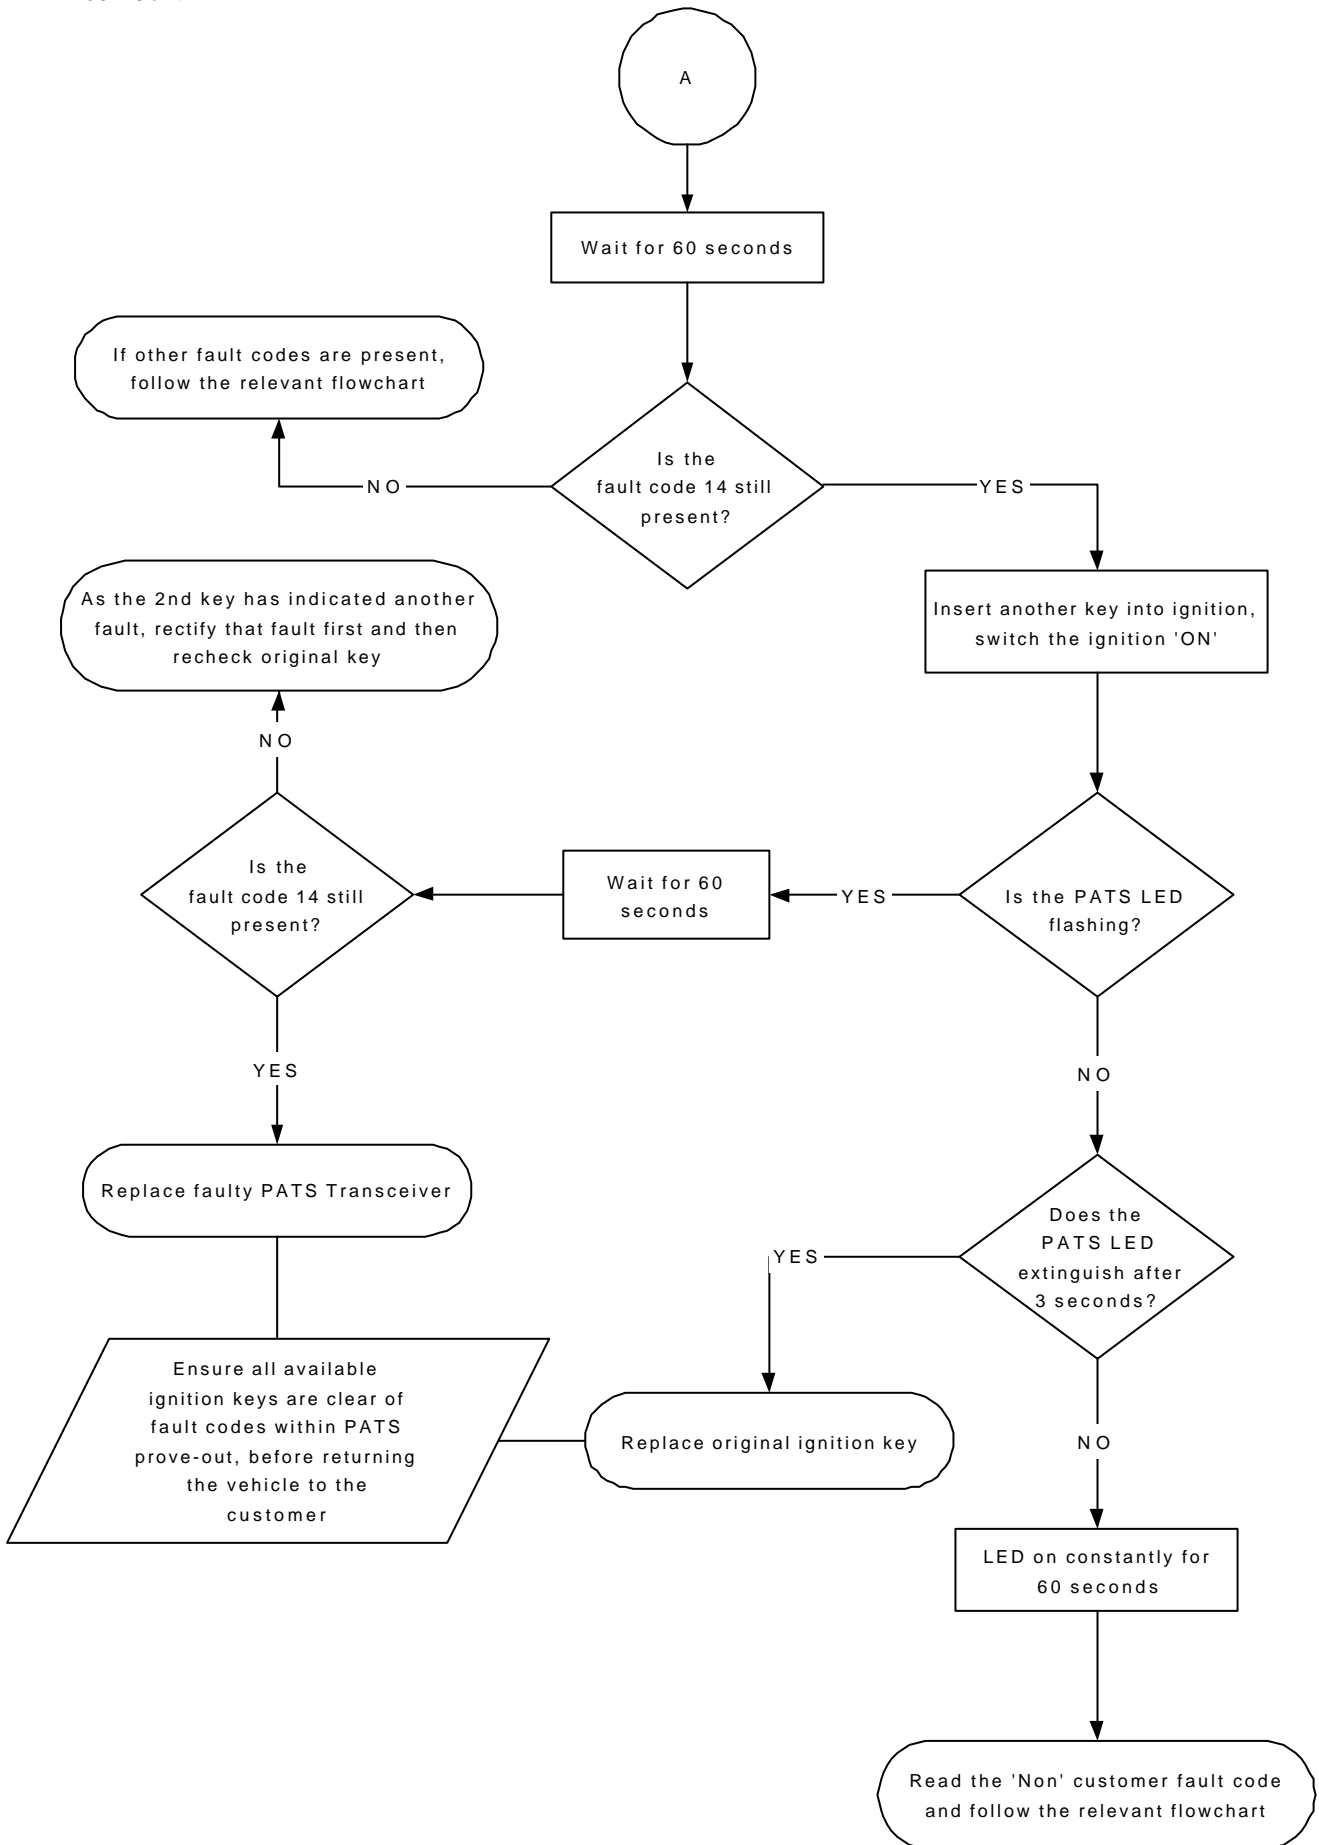 A
Wait for 60 seconds
If other fault codes are present,
follow the relevant flowchart
Is the
fault code 14 still
present?
NO
YES
As the 2nd key has indicated another
fault, rectify that fault first and then
recheck original key
Insert another key into ignition,
switch the ignition 'ON'
NO
Is the
fault code 14 still
present?
Wait for 60
seconds
YES
Is the PATS LED
flashing?
YES
NO
Replace faulty PATS Transceiver
Does the
PATS LED
extinguish after
3 seconds?
YES
Ensure all available
ignition keys are clear of
fault codes within PATS
prove-out, before returning
the vehicle to the
customer
Replace original ignition key
NO
LED on constantly for
60 seconds
Read the 'Non' customer fault code
and follow the relevant flowchart